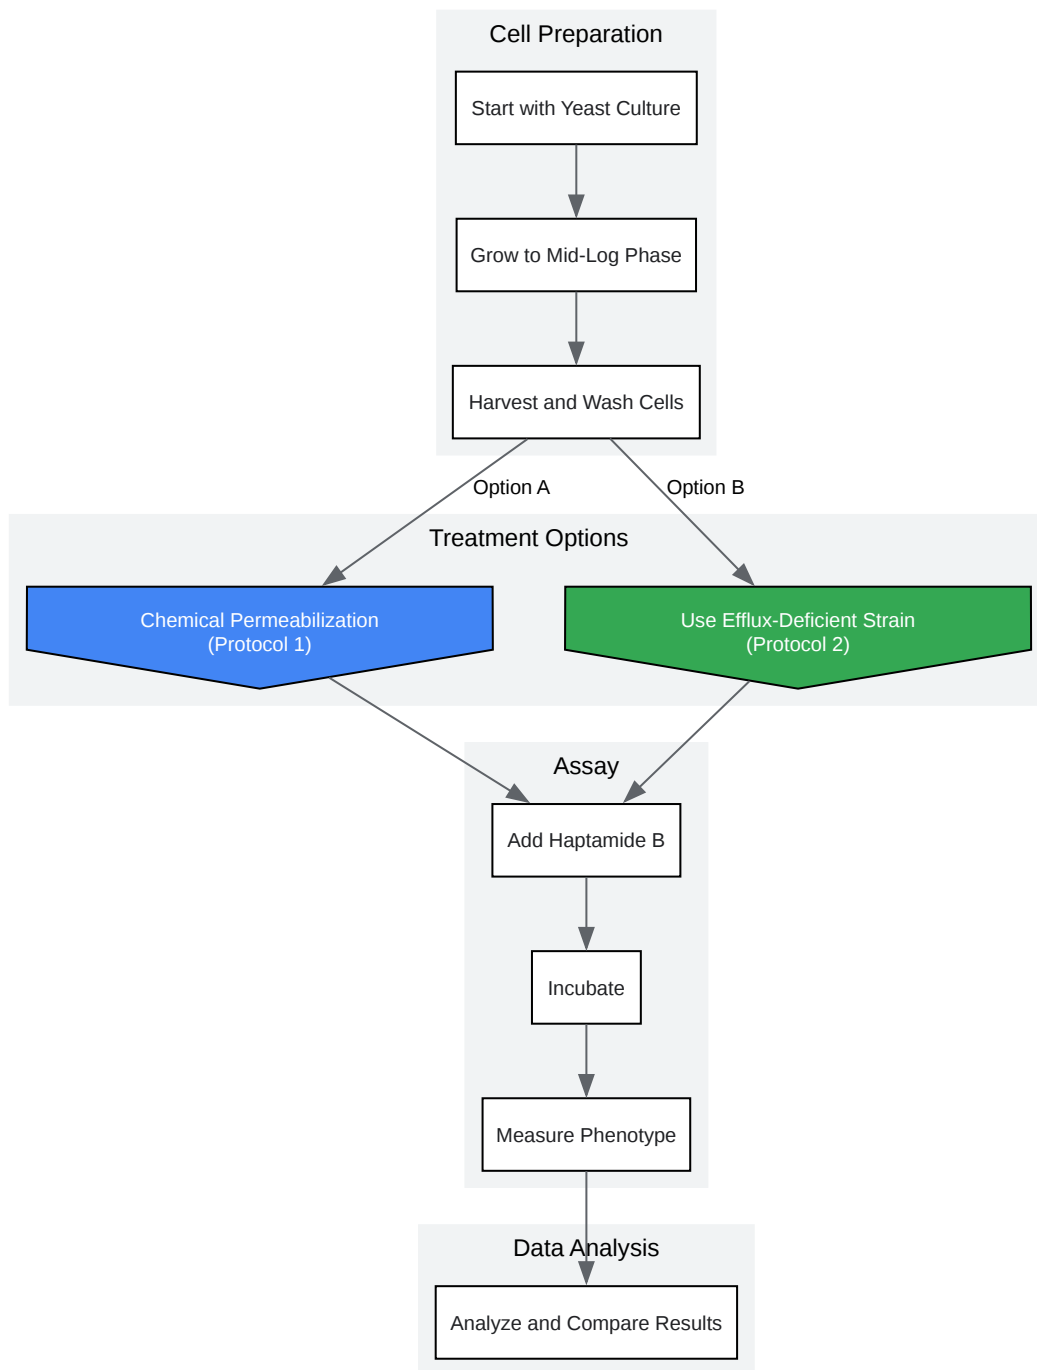 Cell Preparation
Start with Yeast Culture
Grow to Mid-Log Phase
Harvest and Wash Cells
Option A
Option B
Treatment Options
Chemical Permeabilization
(Protocol 1)
Use Efflux-Deficient Strain
(Protocol 2)
Assay
Add Haptamide B
Incubate
Measure Phenotype
Data Analysis
Analyze and Compare Results